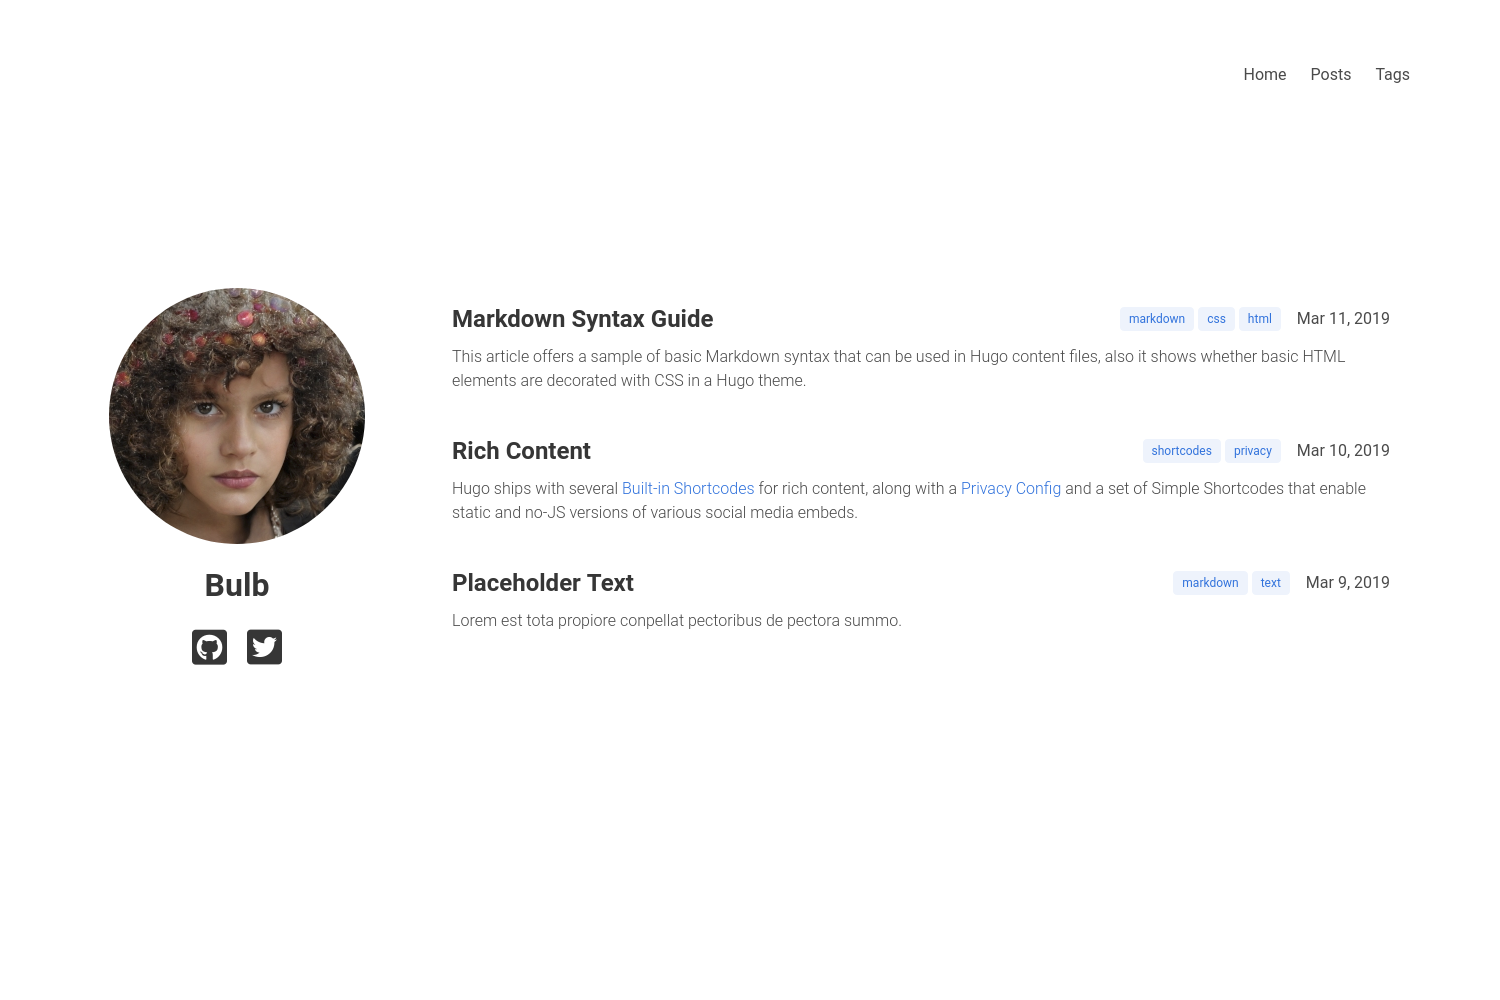 Home Posts Tags
Markdown Syntax Guide markdown css html Mar 11, 2019
This article offers a sample of basic Markdown syntax that can be used in Hugo content files, also it shows whether basic HTML
elements are decorated with CSS in a Hugo theme.
Rich Content shortcodes privacy Mar 10, 2019
Hugo ships with several Built-in Shortcodes for rich content, along with a Privacy Config and a set of Simple Shortcodes that enable
static and no-JS versions of various social media embeds.
Bulb
Placeholder Text markdown text Mar 9, 2019
Lorem est tota propiore conpellat pectoribus de pectora summo.